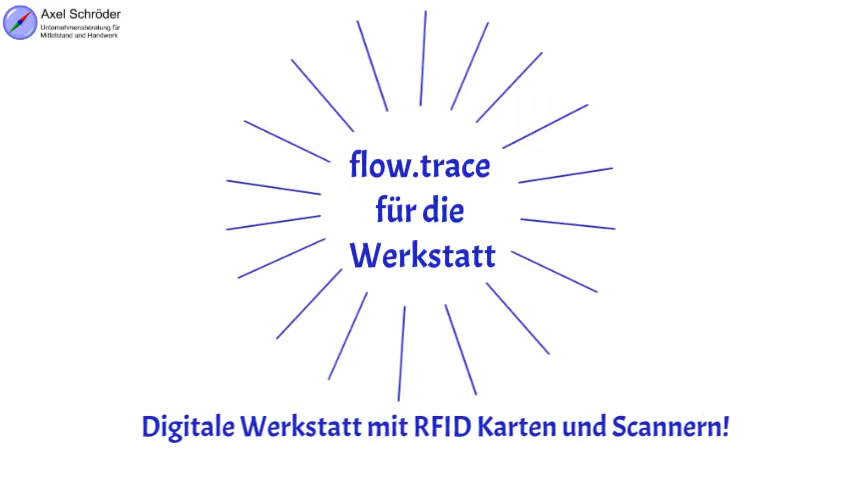 Axel Schröder
Unternehmensberatung für
Mittelstand und Handwerk
flow.trace
für die
Werkstatt
Digitale Werkstatt mit RFID Karten und Scannern!